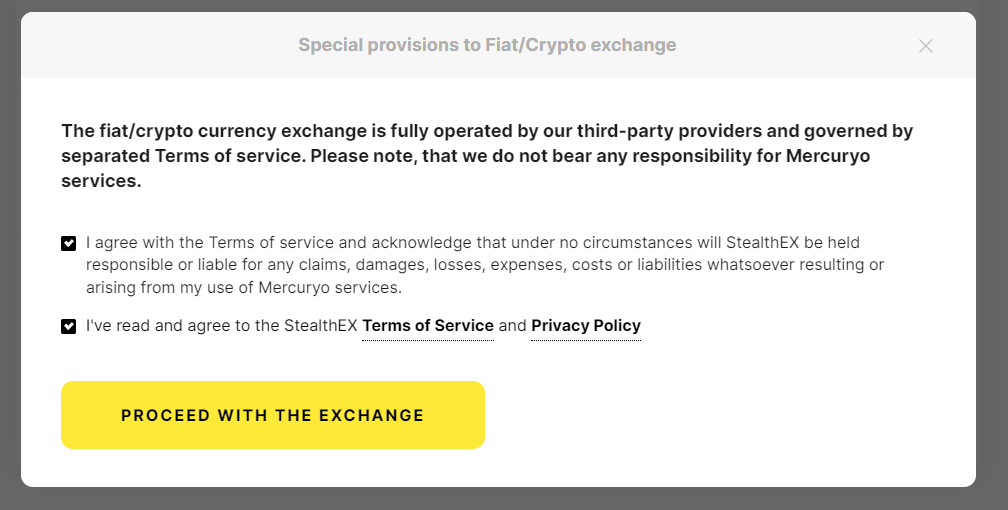 Special provisions to Fiat/Crypto exchange
The fiat/crypto currency exchange is fully operated by our third-party providers and governed by
separated Terms of service. Please note, that we do not bear any responsibility for Mercuryo
services.
I agree with the Terms of service and acknowledge that under no circumstances will StealthEX be held
responsible or liable for any claims, damages, losses, expenses, costs or liabilities whatsoever resulting or
arising from my use of Mercuryo services.
I've read and agree to the StealthEX Terms of Service and Privacy Policy
PROCEED WITH THE EXCHANGE